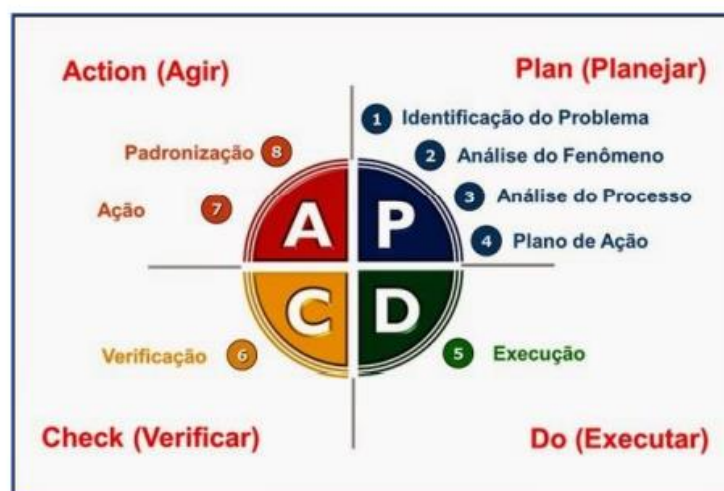 Action (Agir)
Plan (Planejar)
1 Identificação do Problema
2 Análise do Fenômeno
3 Análise do Processo
4 Plano de Ação
Padronização 8
Ação 7
A P
C D
Verificação 6
5 Execução
Check (Verificar)
Do (Executar)